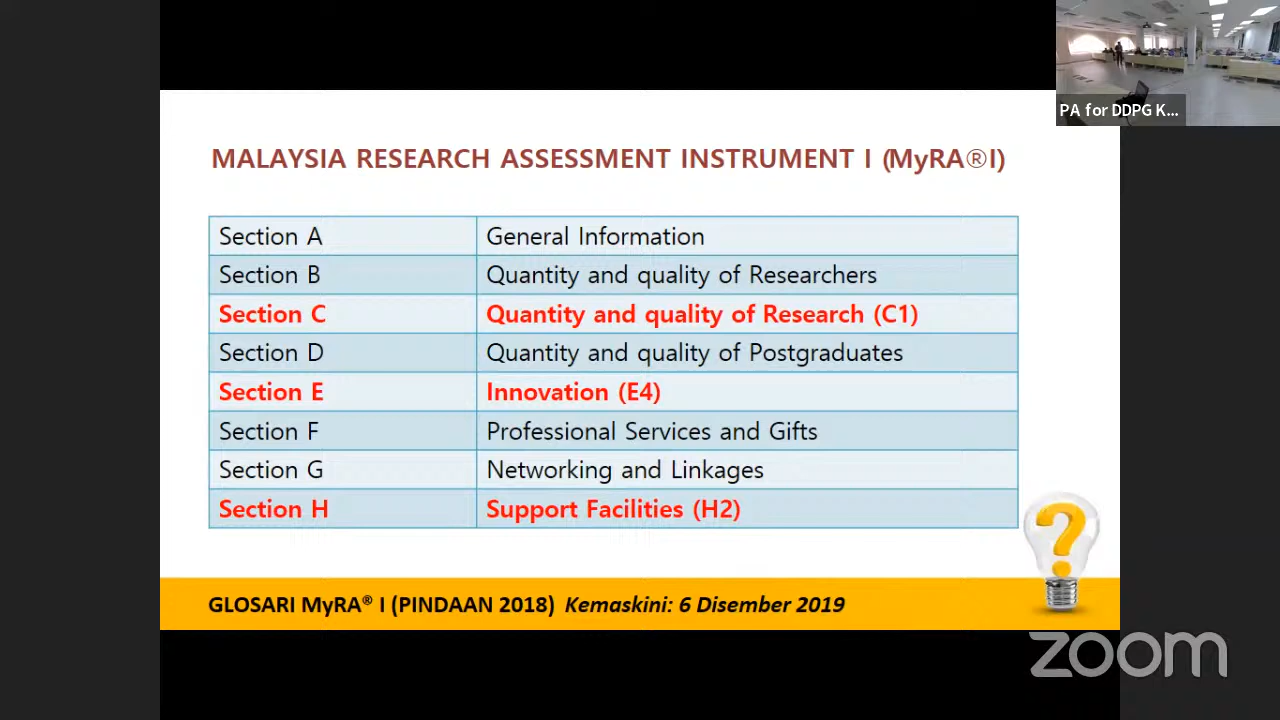 PA for DDPG K...
MALAYSIA RESEARCH ASSESSMENT INSTRUMENT I (MyRA®I)
Section A General Information
Section B Quantity and quality of Researchers
Section C Quantity and quality of Research (C1)
Section D Quantity and quality of Postgraduates
Section E Innovation (E4)
Section F Professional Services and Gifts
Section G Networking and Linkages
Section H Support Facilities (H2)
GLOSARI MyRA® I (PINDAAN 2018) Kemaskini: 6 Disember 2019
zoom